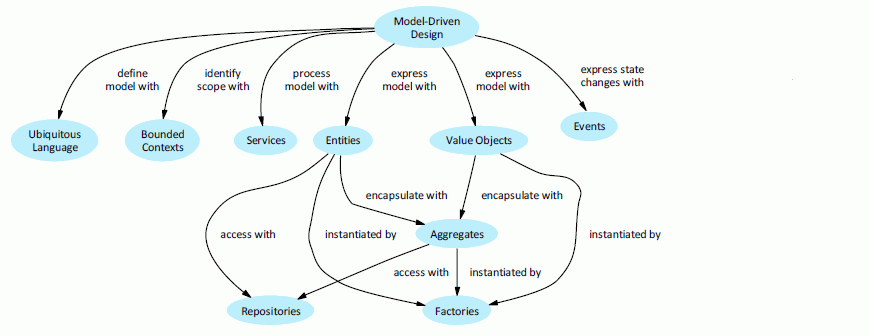 Model-Driven
Design
define
model with
identify
scope with
process
model with
express
model with
express
model with
express state
changes with
Ubiquitous
Language
Bounded
Contexts
Services
Entities
Value Objects
Events
encapsulate with
encapsulate with
access with
instantiated by
Aggregates
instantiated by
access with
instantiated by
Repositories
Factories